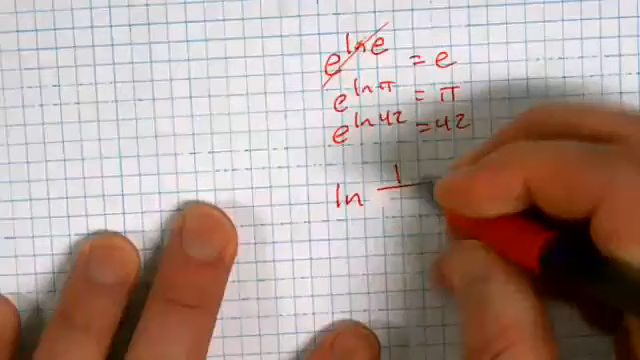 e^ln e = e
e^ln π = π
e^ln 42 = 42
ln 1/